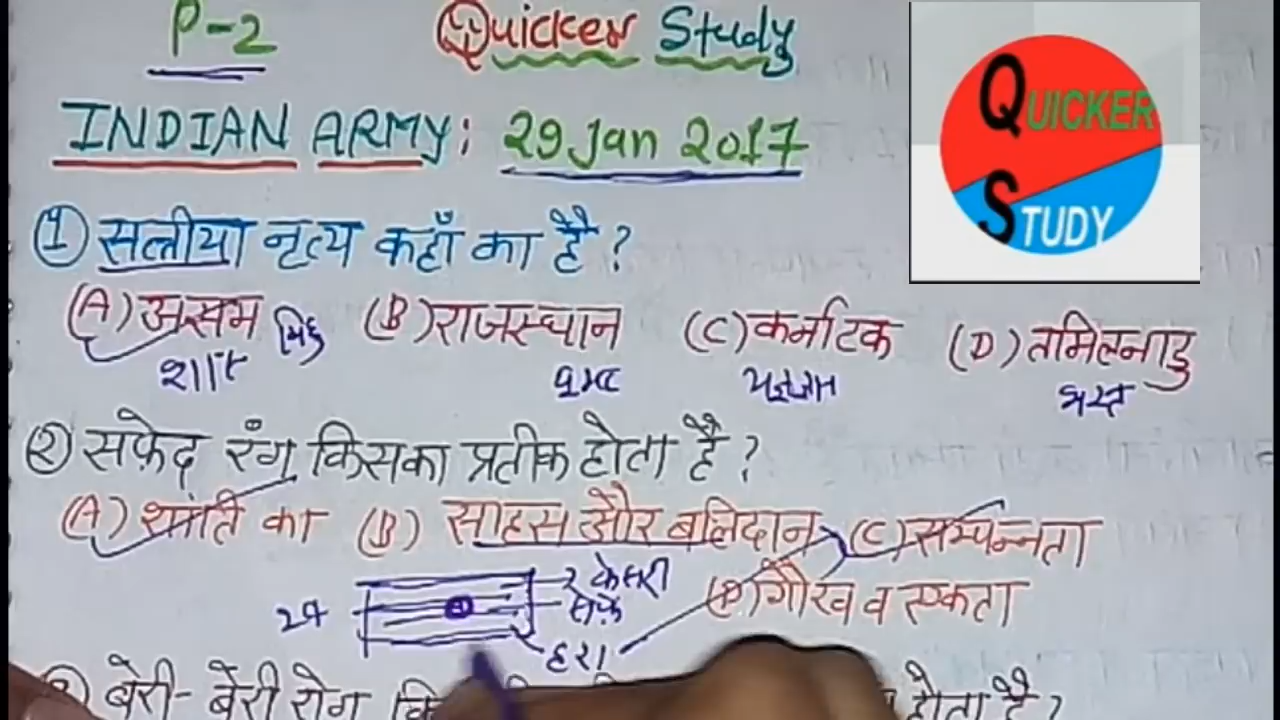 P-2 Quicker Study
QUICKER
STUDY
INDIAN ARMY: 29 Jan 2017
① सत्तीया नृत्य कहाँ का है ?
(A) असम (B) राजस्थान (C) कर्नाटक (D) तमिलनाडु
② सफ़ेद रंग किसका प्रतीक होता है ?
(A) शांति का (B) साहस और बलिदान (C) सम्पन्नता
(D) गौरव व एकता
केसरी
सफे
24
हरा
बेरी-बेरी रोग
होता है ?